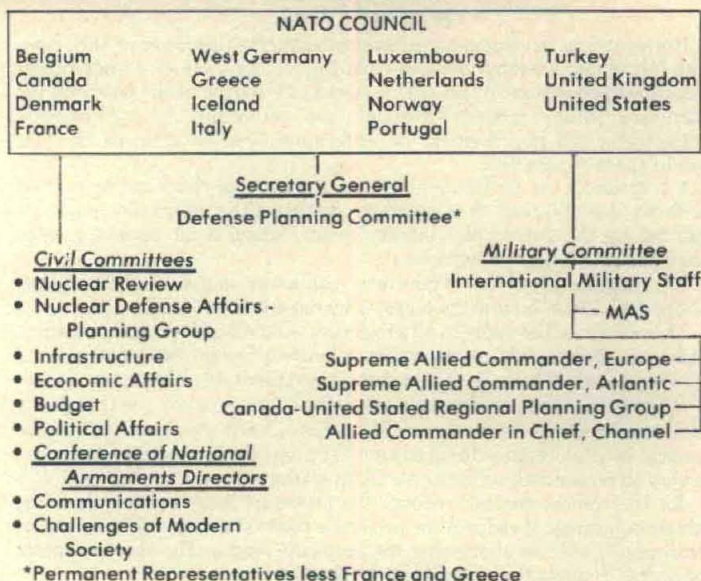 NATO COUNCIL
Belgium West Germany Luxembourg Turkey
Canada Greece Netherlands United Kingdom
Denmark Iceland Norway United States
France Italy Portugal
Secretary General
Defense Planning Committee*
Civil Committees
• Nuclear Review
• Nuclear Defense Affairs -
Planning Group
• Infrastructure
• Economic Affairs
• Budget
• Political Affairs
• Conference of National
Armaments Directors
• Communications
• Challenges of Modern
Society
Military Committee
International Military Staff
MAS
Supreme Allied Commander, Europe
Supreme Allied Commander, Atlantic
Canada-United Stated Regional Planning Group
Allied Commander in Chief, Channel
*Permanent Representatives less France and Greece